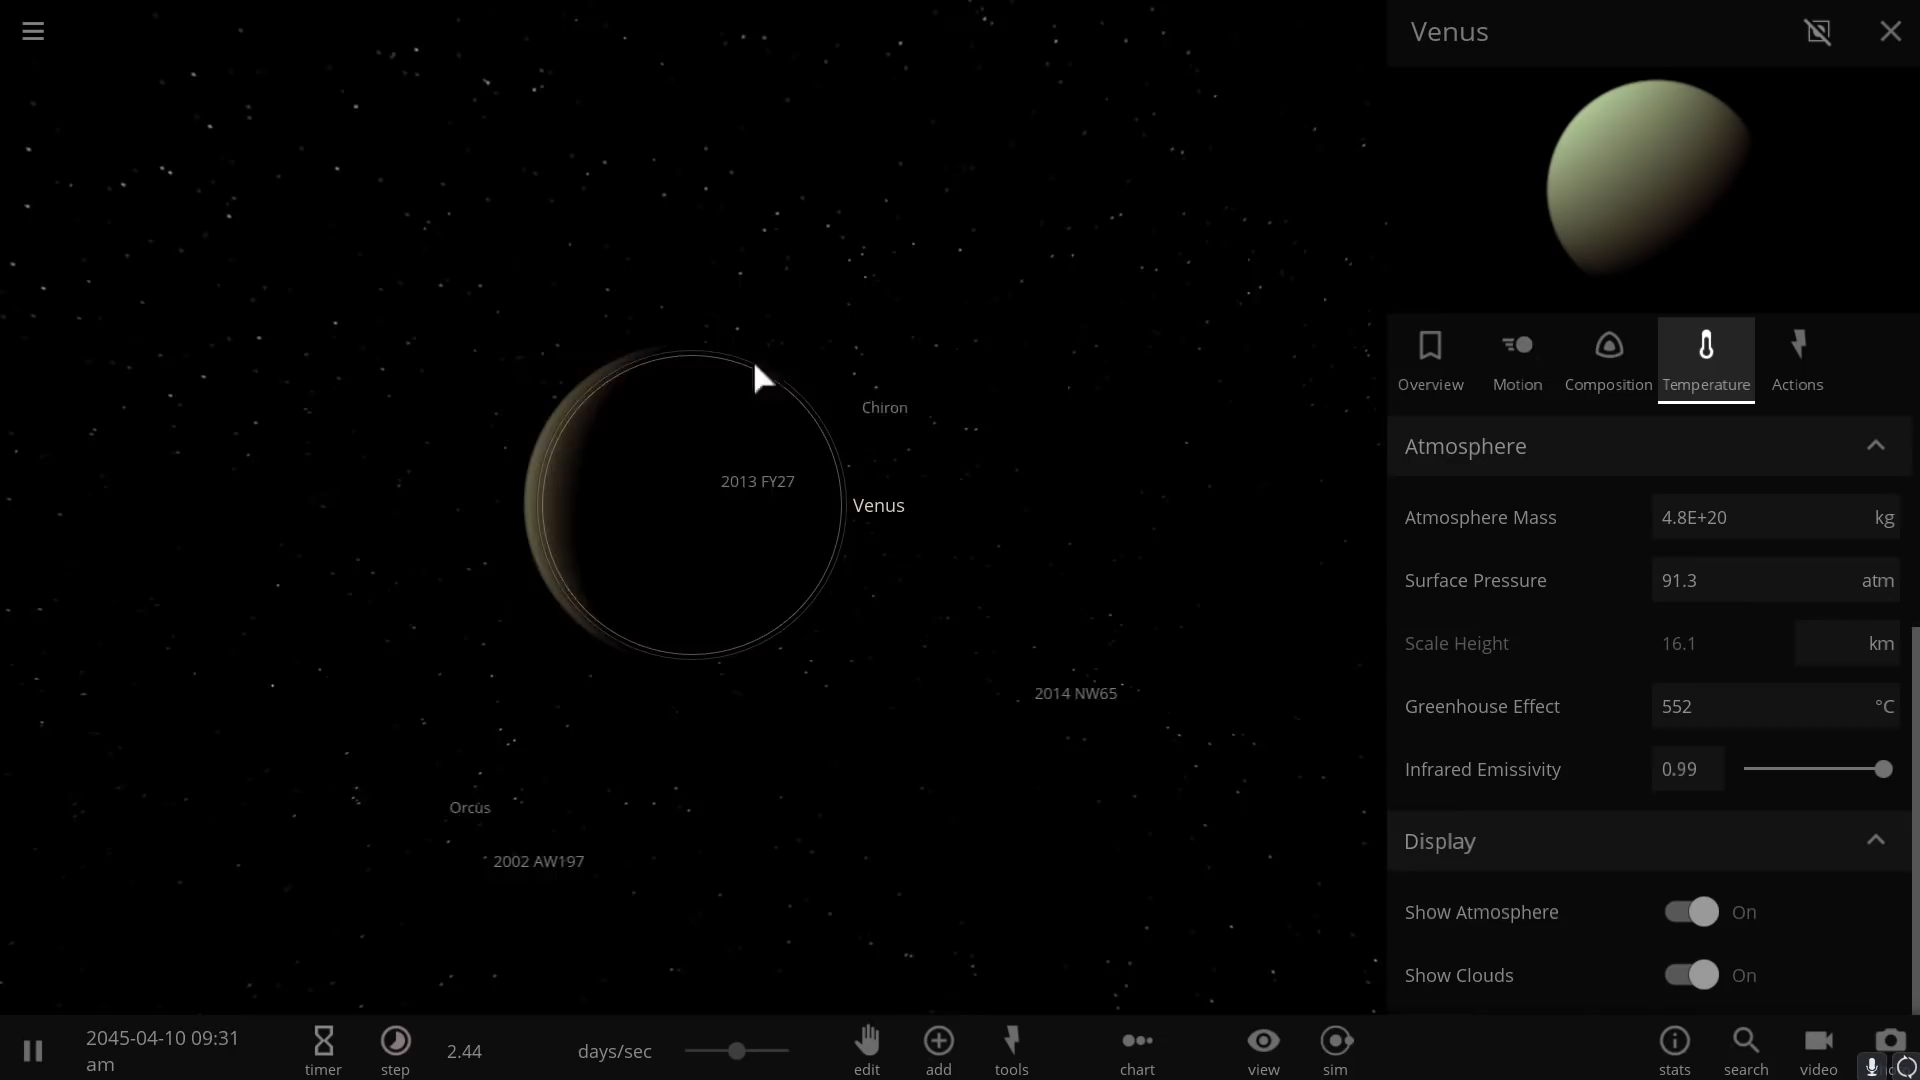 Venus
Overview
Motion
Composition
Temperature
Actions
Chiron
2013 FY27
Venus
2014 NW65
Orcus
2002 AW197
Atmosphere
Atmosphere Mass 4.8E+20 kg
Surface Pressure 91.3 atm
Scale Height 16.1 km
Greenhouse Effect 552 °C
Infrared Emissivity 0.99
Display
Show Atmosphere On
Show Clouds On
2045-04-10 09:31
am
timer
step
2.44 days/sec
edit
add
tools
chart
view
sim
stats
search
video